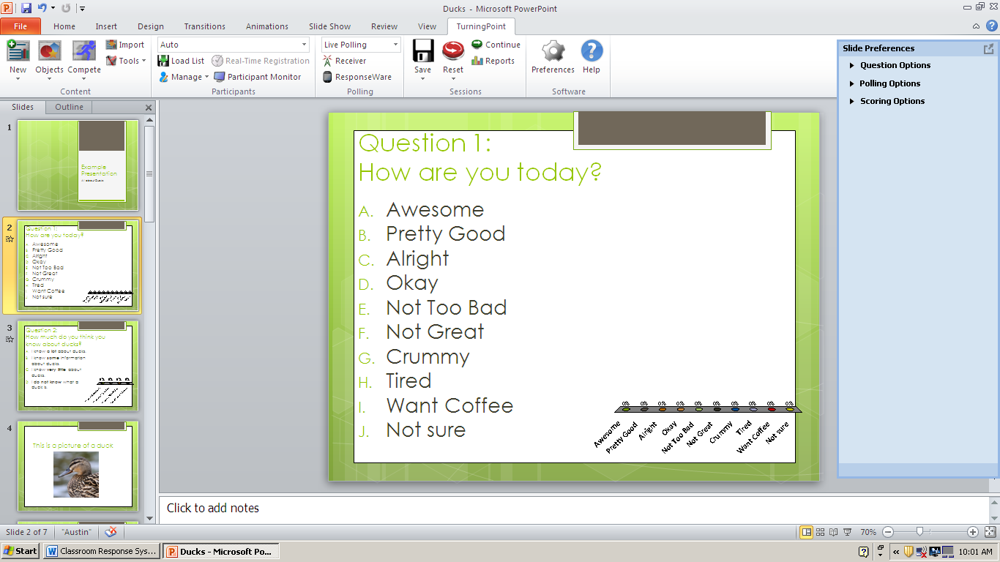 Ducks - Microsoft PowerPoint
File Home Insert Design Transitions Animations Slide Show Review View TurningPoint
New
Objects
Compete
Import
Tools
Content
Auto
Load List Real-Time Registration
Manage Participant Monitor
Participants
Live Polling
Receiver
ResponseWare
Polling
Save
Reset
Continue
Reports
Sessions
Preferences
Help
Software
Slides Outline
1
Example
Presentation
All about Ducks
2
Question 1:
How are you today?
A. Awesome
B. Pretty Good
C. Alright
D. Okay
E. Not Too Bad
F. Not Great
G. Crummy
H. Tired
I. Want Coffee
J. Not sure
3
Question 2:
How much do you think you
know about ducks?
A. I know a lot about ducks.
B. I know some information
about ducks.
C. I know very little about
ducks.
D. I do not know what a
duck is.
4
This is a picture of a duck
Question 1:
How are you today?
A. Awesome
B. Pretty Good
C. Alright
D. Okay
E. Not Too Bad
F. Not Great
G. Crummy
H. Tired
I. Want Coffee
J. Not sure
0% 0% 0% 0% 0% 0% 0% 0% 0% 0%
Awesome
Pretty Good
Alright
Okay
Not Too Bad
Not Great
Crummy
Tired
Want Coffee
Not sure
Slide Preferences
Question Options
Polling Options
Scoring Options
Click to add notes
Slide 2 of 7 "Austin" 70%
Start Classroom Response Sys... Ducks - Microsoft Po... 10:01 AM